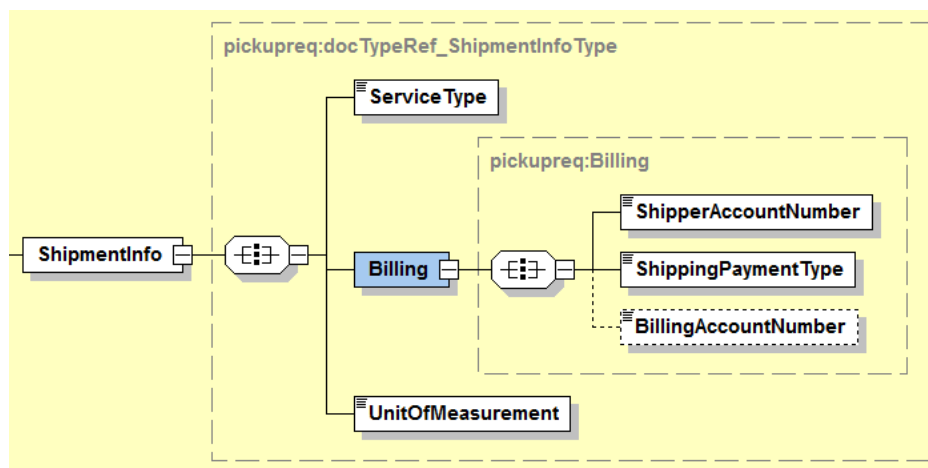 pickupreq:docTypeRef_ShipmentInfoType
ServiceType
pickupreq:Billing
ShipperAccountNumber
ShipmentInfo
Billing
ShippingPaymentType
BillingAccountNumber
UnitOfMeasurement